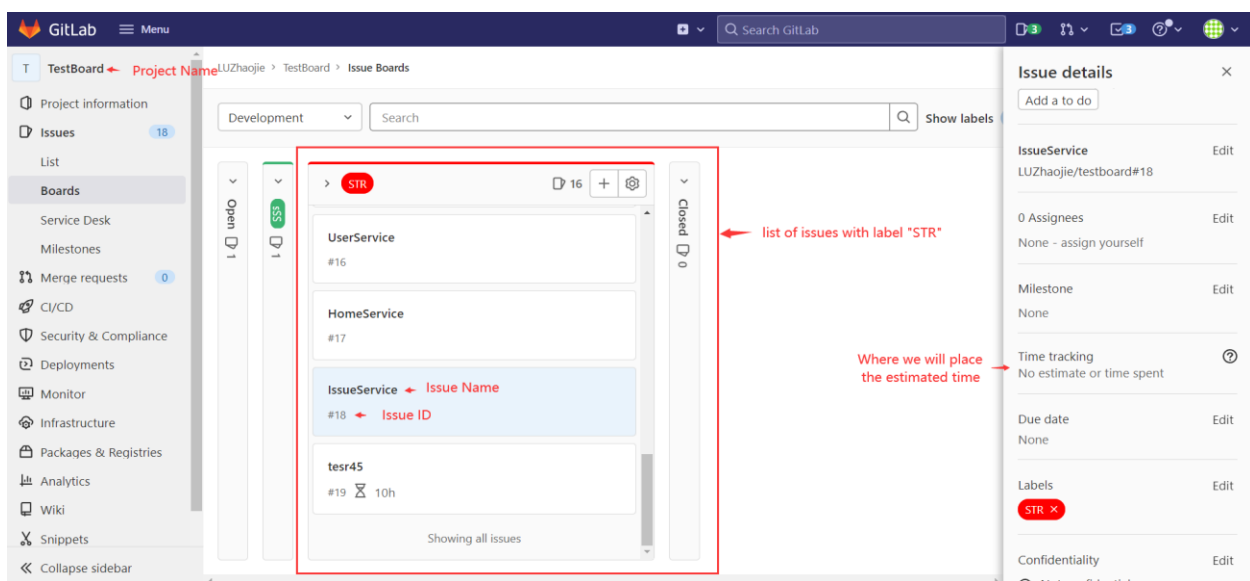 GitLab Menu Search GitLab 3 3
T TestBoard Project Name LUZhaojie > TestBoard > Issue Boards
Project information
Issues 18
List
Boards
Service Desk
Milestones
Merge requests 0
CI/CD
Security & Compliance
Deployments
Monitor
Infrastructure
Packages & Registries
Analytics
Wiki
Snippets
Collapse sidebar
Development Search Show labels
Open 1
sss 1
STR 16
UserService
#16
HomeService
#17
IssueService Issue Name
#18 Issue ID
tesr45
#19 10h
Showing all issues
Closed 0
list of issues with label "STR"
Where we will place
the estimated time
Issue details
Add a to do
IssueService Edit
LUZhaojie/testboard#18
0 Assignees Edit
None - assign yourself
Milestone Edit
None
Time tracking
No estimate or time spent
Due date Edit
None
Labels Edit
STR ×
Confidentiality Edit